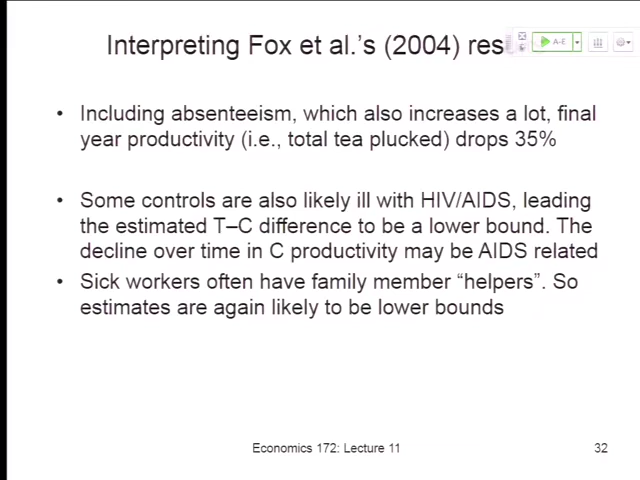 Interpreting Fox et al.'s (2004) res
A-E
• Including absenteeism, which also increases a lot, final
year productivity (i.e., total tea plucked) drops 35%
• Some controls are also likely ill with HIV/AIDS, leading
the estimated T–C difference to be a lower bound. The
decline over time in C productivity may be AIDS related
• Sick workers often have family member “helpers”. So
estimates are again likely to be lower bounds
Economics 172: Lecture 11
32